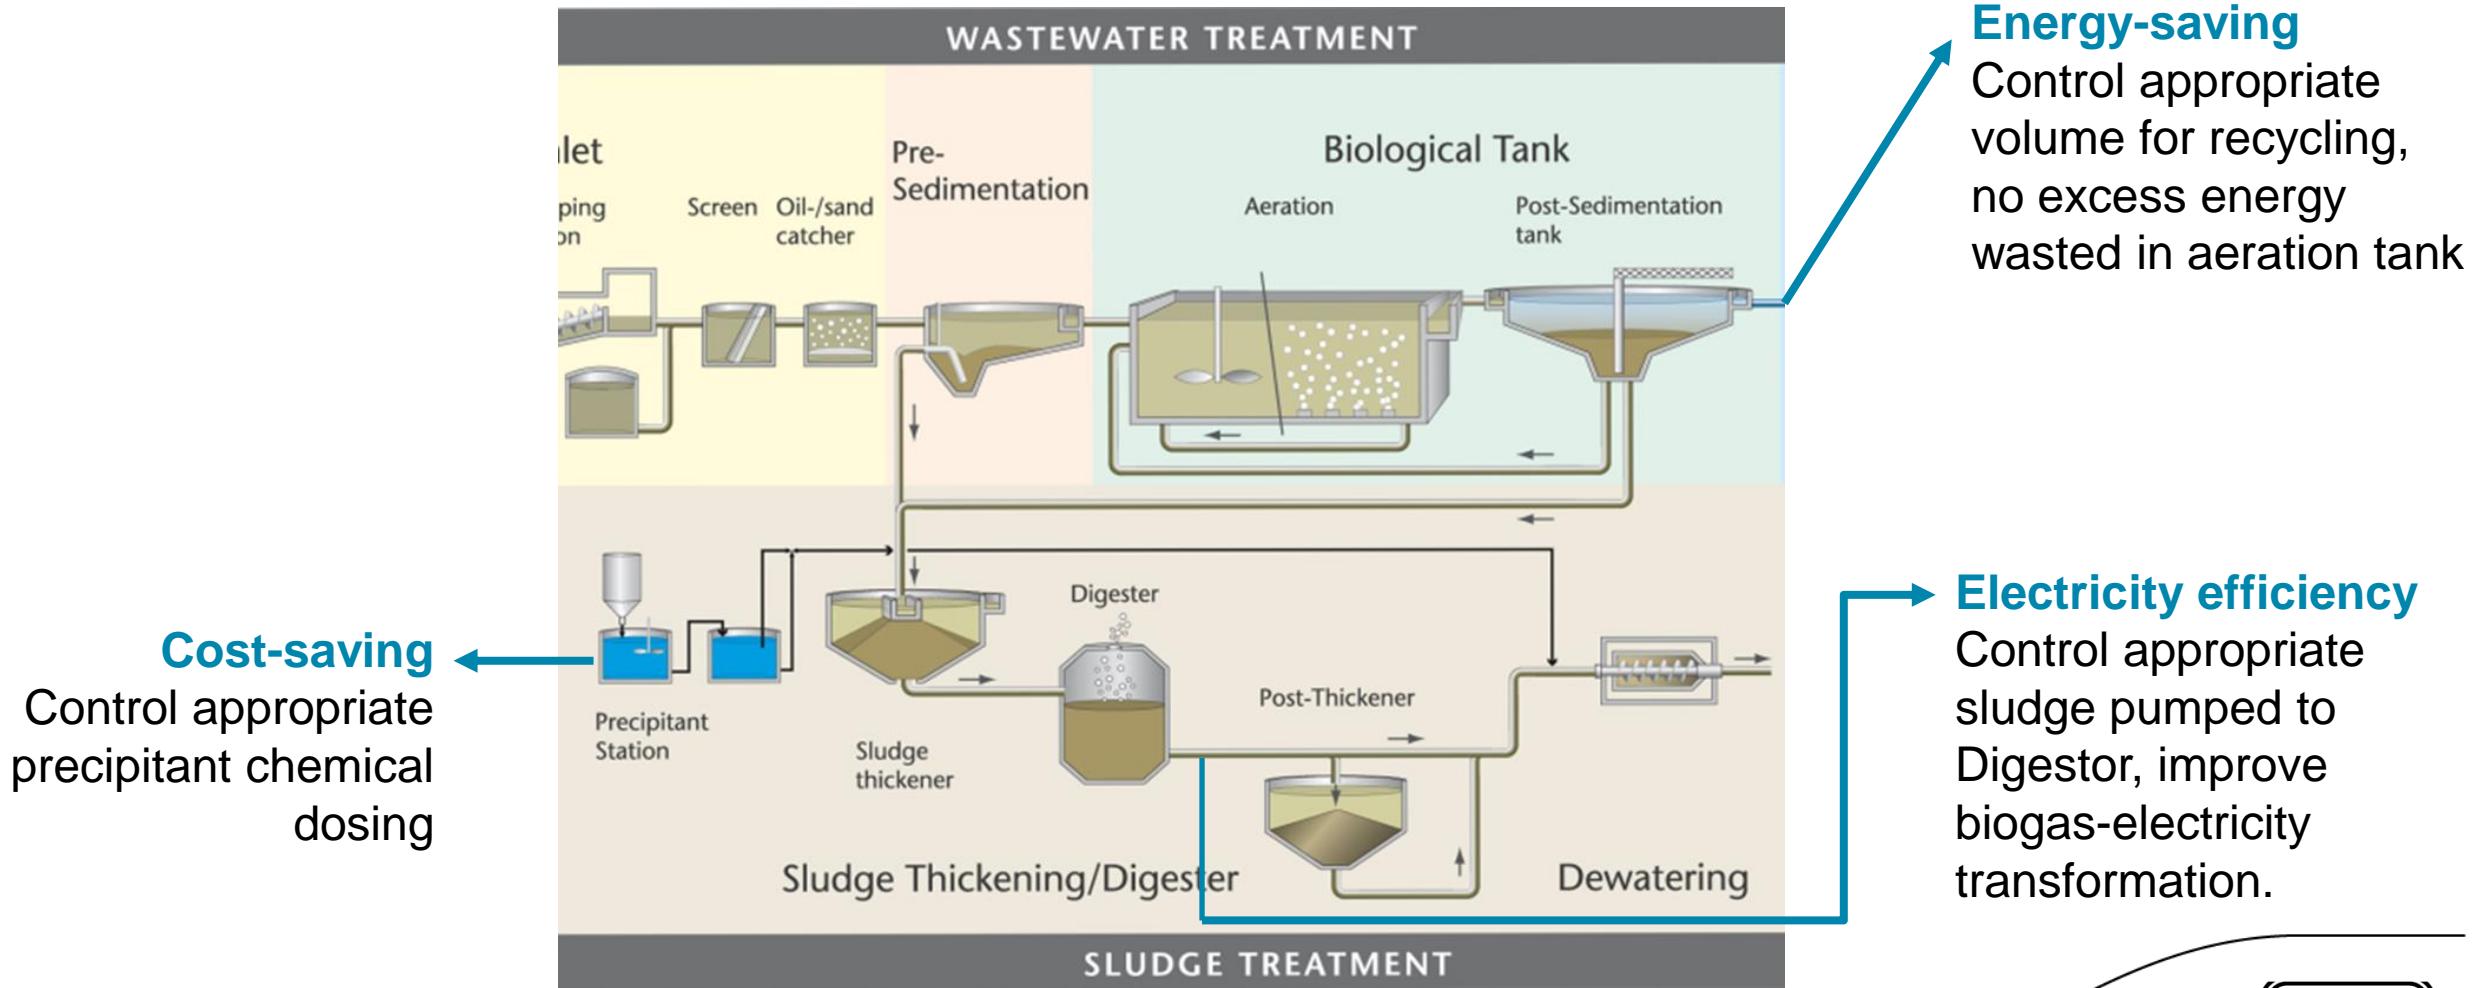 WASTEWATER TREATMENT
let
ping
on
Screen
Oil-/sand
catcher
Pre-
Sedimentation
Biological Tank
Aeration
Post-Sedimentation
tank
Energy-saving
Control appropriate
volume for recycling,
no excess energy
wasted in aeration tank
Cost-saving
Control appropriate
precipitant chemical
dosing
Precipitant
Station
Sludge
thickener
Digester
Post-Thickener
Sludge Thickening/Digester
Dewatering
Electricity efficiency
Control appropriate
sludge pumped to
Digestor, improve
biogas-electricity
transformation.
SLUDGE TREATMENT